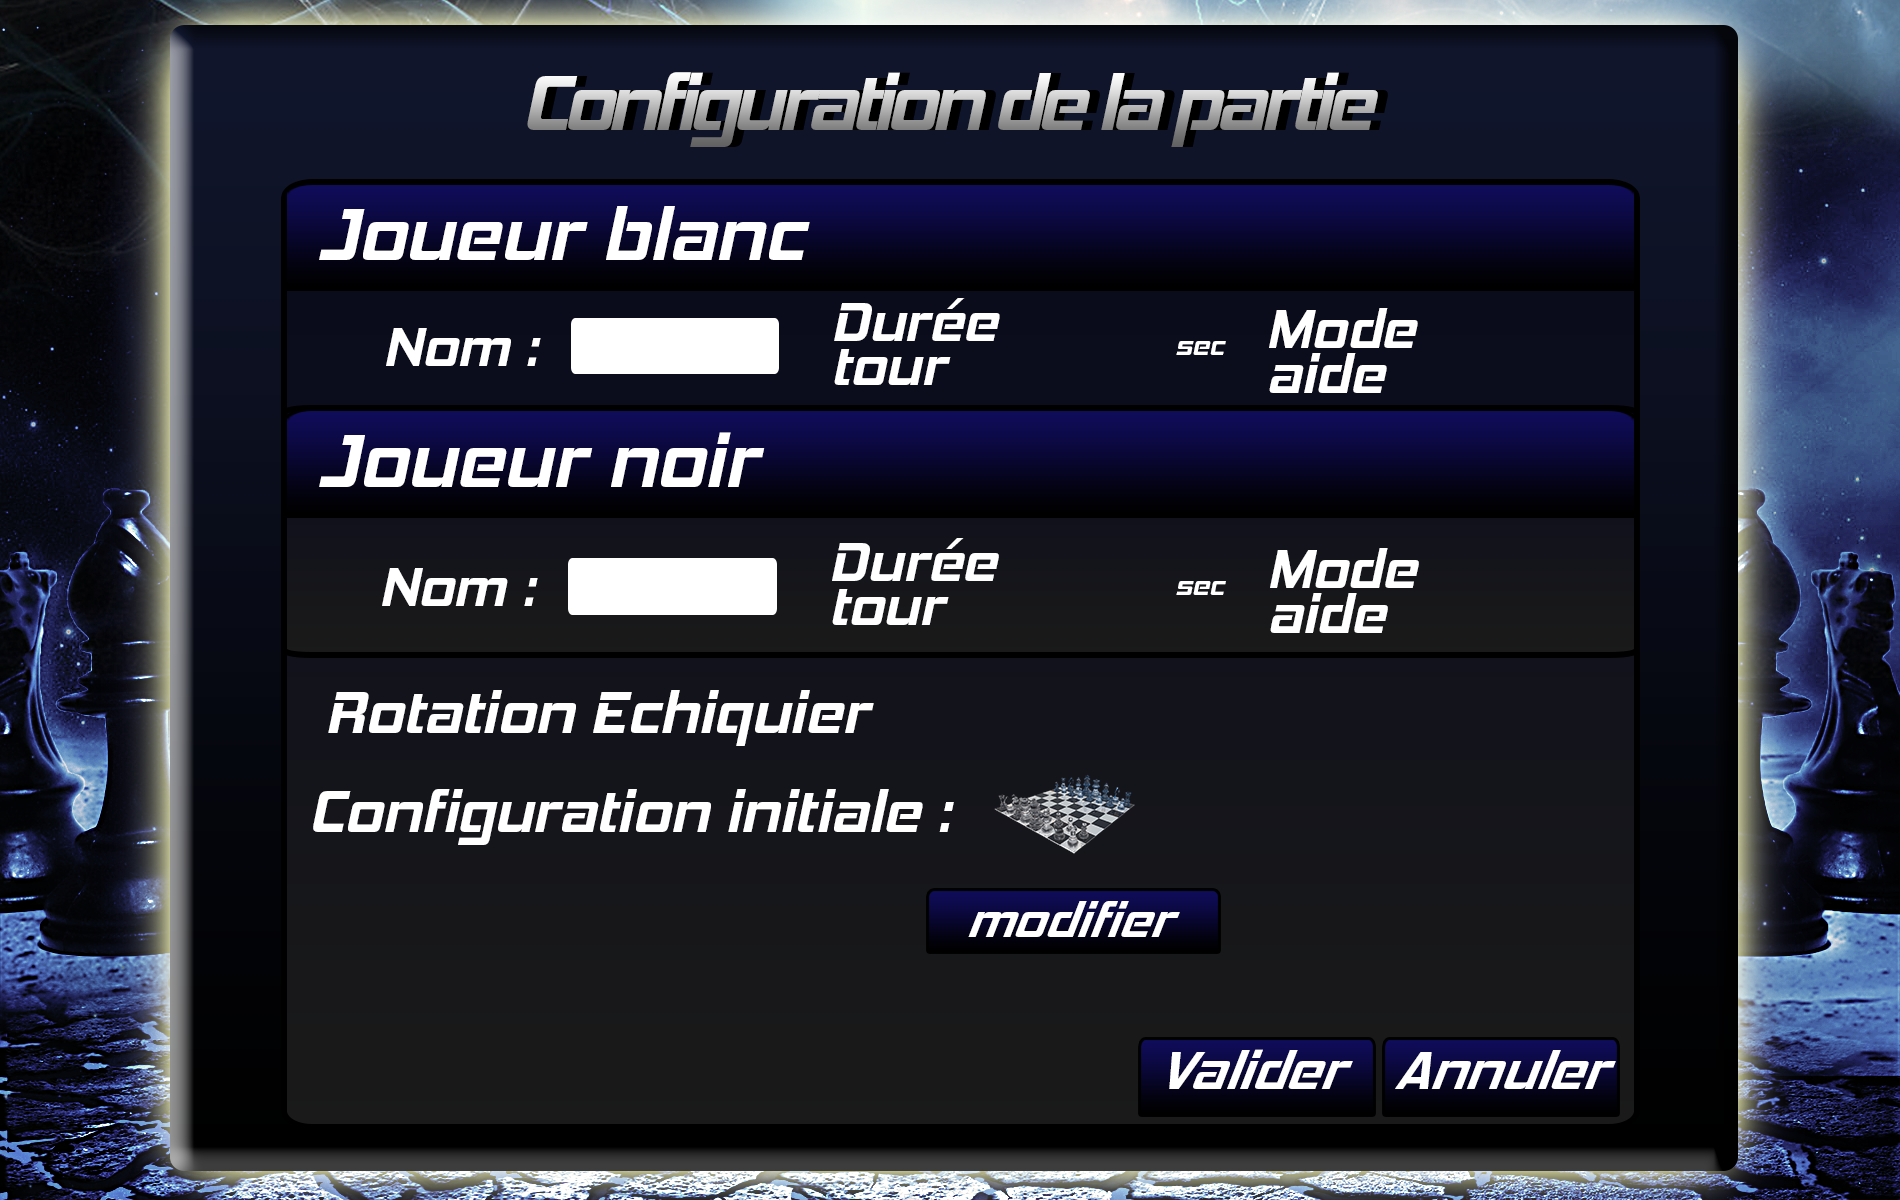 Configuration de la partie
Joueur blanc
Nom :
Durée
tour
sec
Mode
aide
Joueur noir
Nom :
Durée
tour
sec
Mode
aide
Rotation Echiquier
Configuration initiale :
modifier
Valider
Annuler